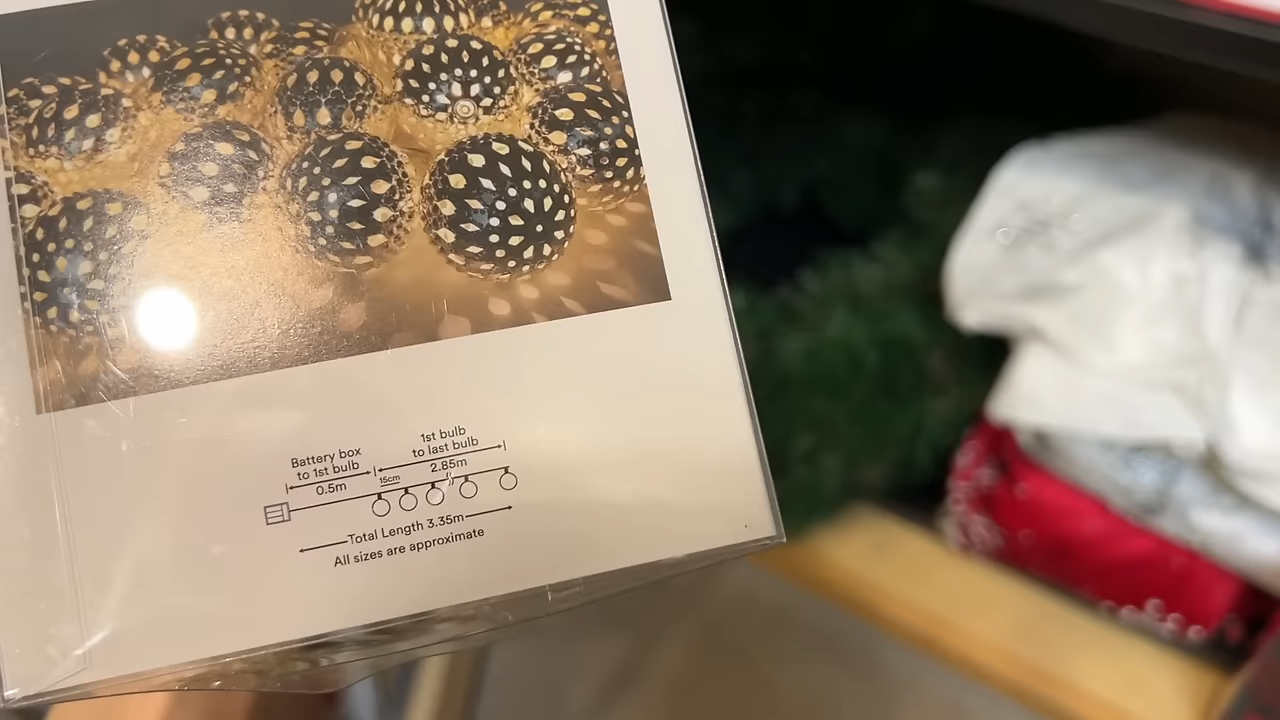 1st bulb
to last bulb
Battery box
to 1st bulb
2.85m
0.5m
15cm
Total Length 3.35m
All sizes are approximate